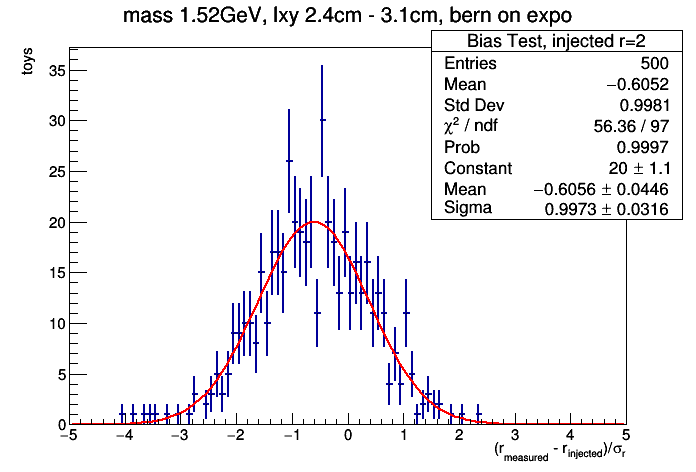 mass 1.52GeV, lxy 2.4cm - 3.1cm, bern on expo
Bias Test, injected r=2
Entries 500
Mean −0.6052
Std Dev 0.9981
χ² / ndf 56.36 / 97
Prob 0.9997
Constant 20 ± 1.1
Mean −0.6056 ± 0.0446
Sigma 0.9973 ± 0.0316
toys
35
30
25
20
15
10
5
0
−5 −4 −3 −2 −1 0 1 2 3 4 5
(r_measured - r_injected)/σ_r